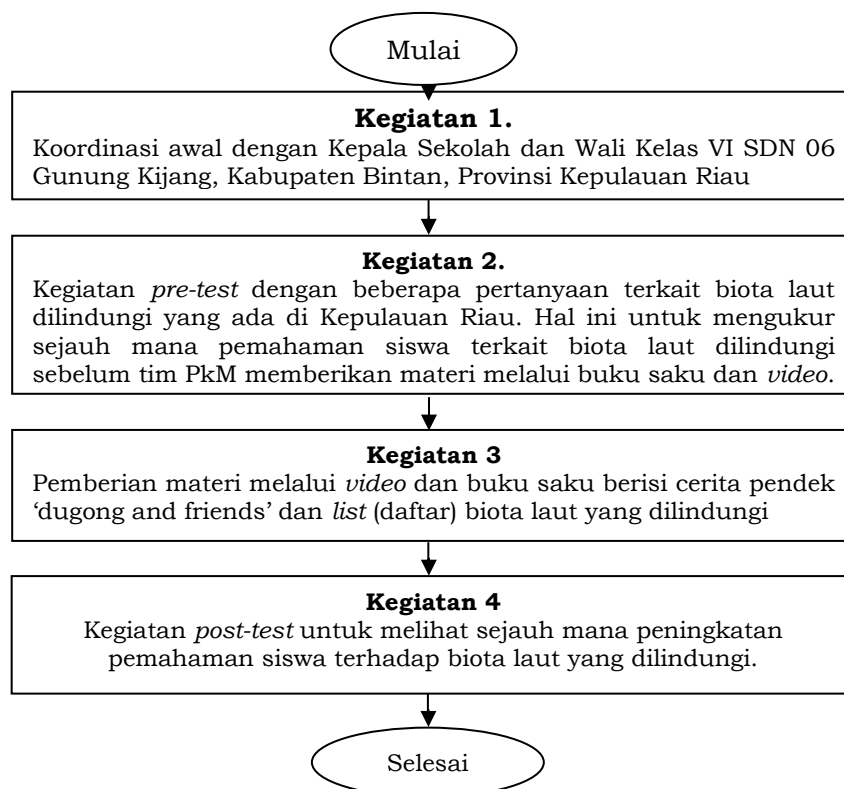 Mulai
Kegiatan 1.
Koordinasi awal dengan Kepala Sekolah dan Wali Kelas VI SDN 06
Gunung Kijang, Kabupaten Bintan, Provinsi Kepulauan Riau
Kegiatan 2.
Kegiatan pre-test dengan beberapa pertanyaan terkait biota laut
dilindungi yang ada di Kepulauan Riau. Hal ini untuk mengukur
sejauh mana pemahaman siswa terkait biota laut dilindungi
sebelum tim PkM memberikan materi melalui buku saku dan video.
Kegiatan 3
Pemberian materi melalui video dan buku saku berisi cerita pendek
‘dugong and friends’ dan list (daftar) biota laut yang dilindungi
Kegiatan 4
Kegiatan post-test untuk melihat sejauh mana peningkatan
pemahaman siswa terhadap biota laut yang dilindungi.
Selesai